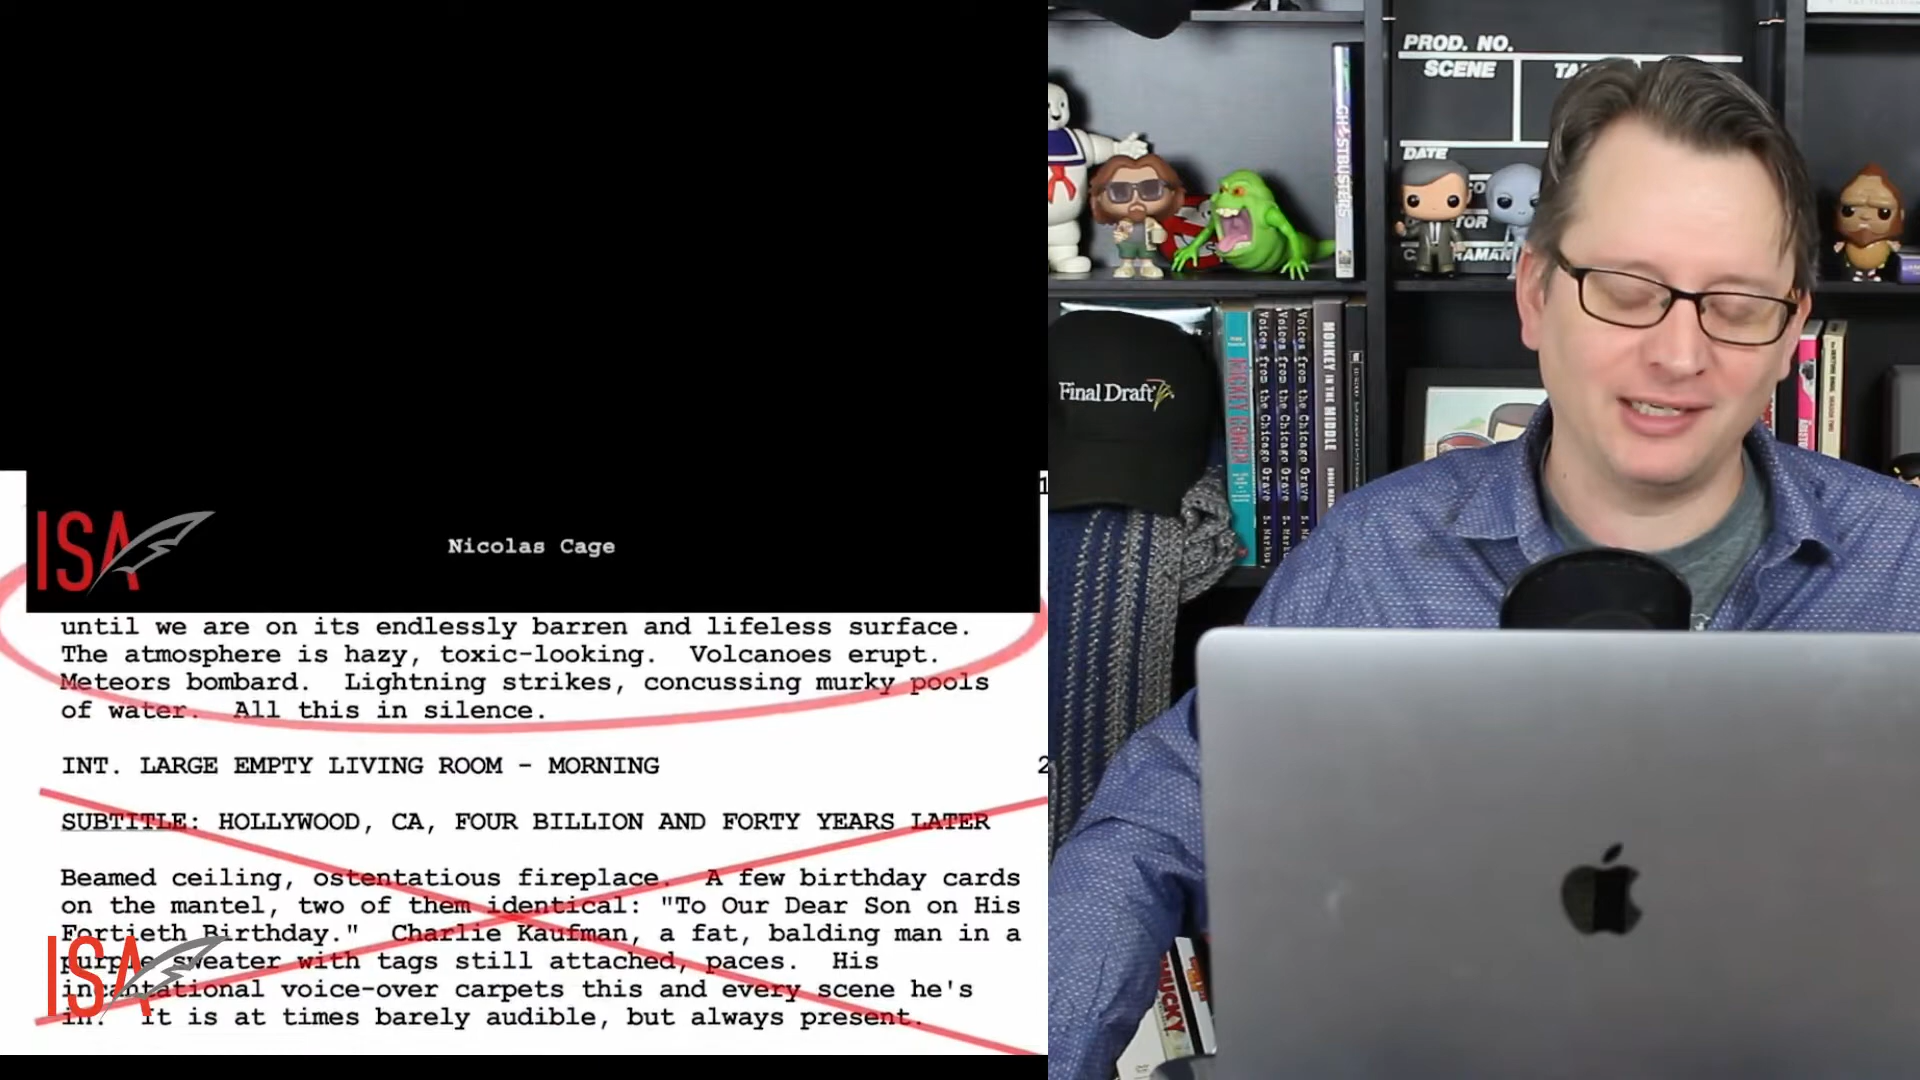 PROD. NO.
SCENE
DATE
GHOSTBUSTERS
Final Draft
Voices from the Chicago Grave
Voices from the Chicago Grave
Voices from the Chicago Grave
MONKEY IN THE MIDDLE
ISA
Nicolas Cage
until we are on its endlessly barren and lifeless surface.
The atmosphere is hazy, toxic-looking. Volcanoes erupt.
Meteors bombard. Lightning strikes, concussing murky pools
of water. All this in silence.
INT. LARGE EMPTY LIVING ROOM - MORNING
2
SUBTITLE: HOLLYWOOD, CA, FOUR BILLION AND FORTY YEARS LATER
Beamed ceiling, ostentatious fireplace. A few birthday cards
on the mantel, two of them identical: "To Our Dear Son on His
Fortieth Birthday." Charlie Kaufman, a fat, balding man in a
purple sweater with tags still attached, paces. His
incantational voice-over carpets this and every scene he's
in. It is at times barely audible, but always present.
ISA